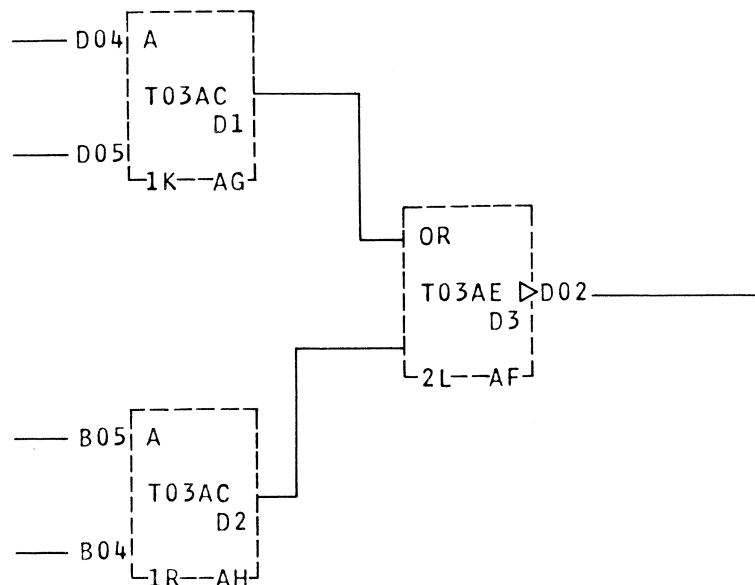 D04 A
T03AC
D1
D05
1K--AG
OR
T03AE D02
D3
2L--AF
B05 A
T03AC
D2
B04
1R--AH